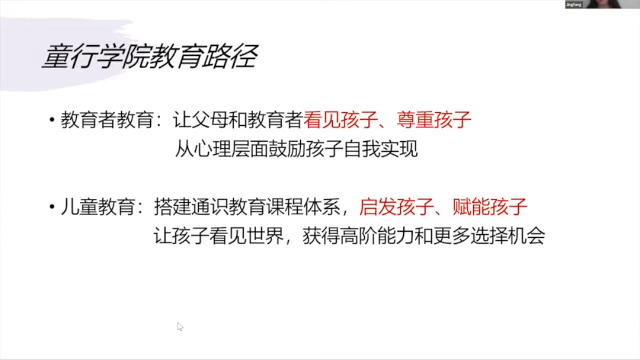 童行学院教育路径
• 教育者教育：让父母和教育者看见孩子、尊重孩子
从心理层面鼓励孩子自我实现
• 儿童教育：搭建通识教育课程体系，启发孩子、赋能孩子
让孩子看见世界，获得高阶能力和更多选择机会